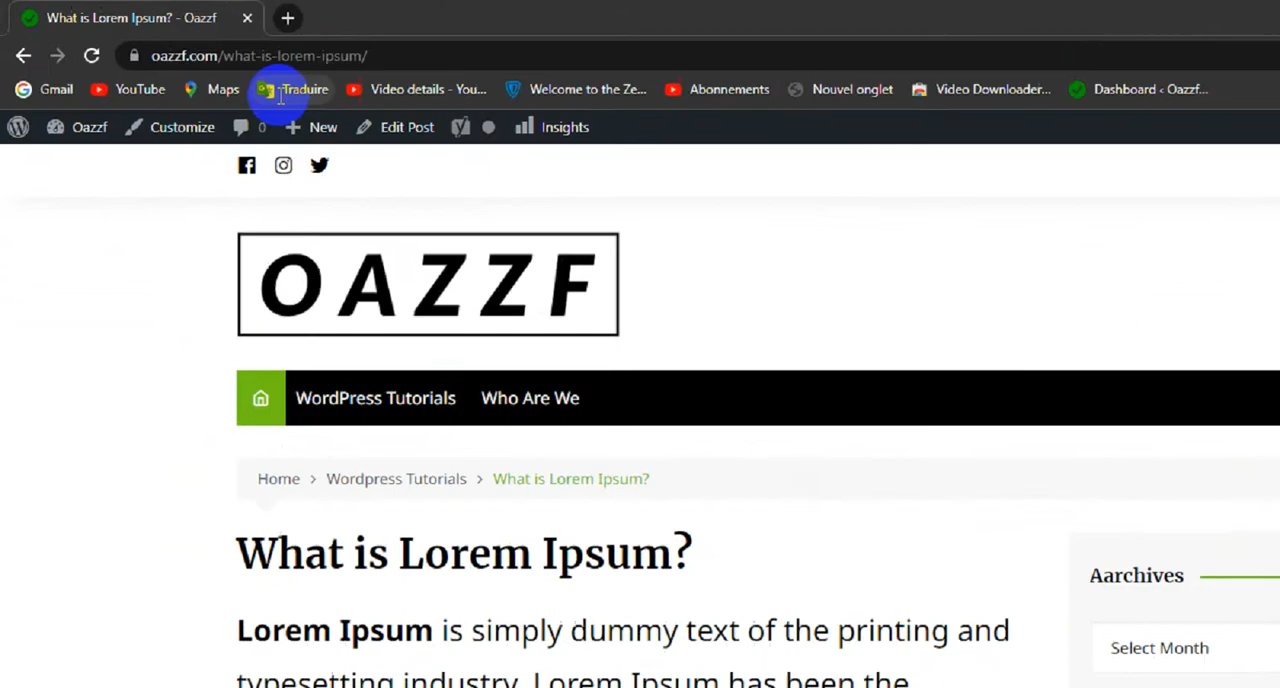 What is Lorem Ipsum? - Oazzf
oazzf.com/what-is-lorem-ipsum/
Gmail YouTube Maps Traduire Video details - You... Welcome to the Ze... Abonnements Nouvel onglet Video Downloader... Dashboard ‹ Oazzf...
Oazzf Customize 0 New Edit Post Insights
OAZZF
WordPress Tutorials Who Are We
Home > Wordpress Tutorials > What is Lorem Ipsum?
What is Lorem Ipsum?
Aarchives
Lorem Ipsum is simply dummy text of the printing and
Select Month
typesetting industry. Lorem Ipsum has been the